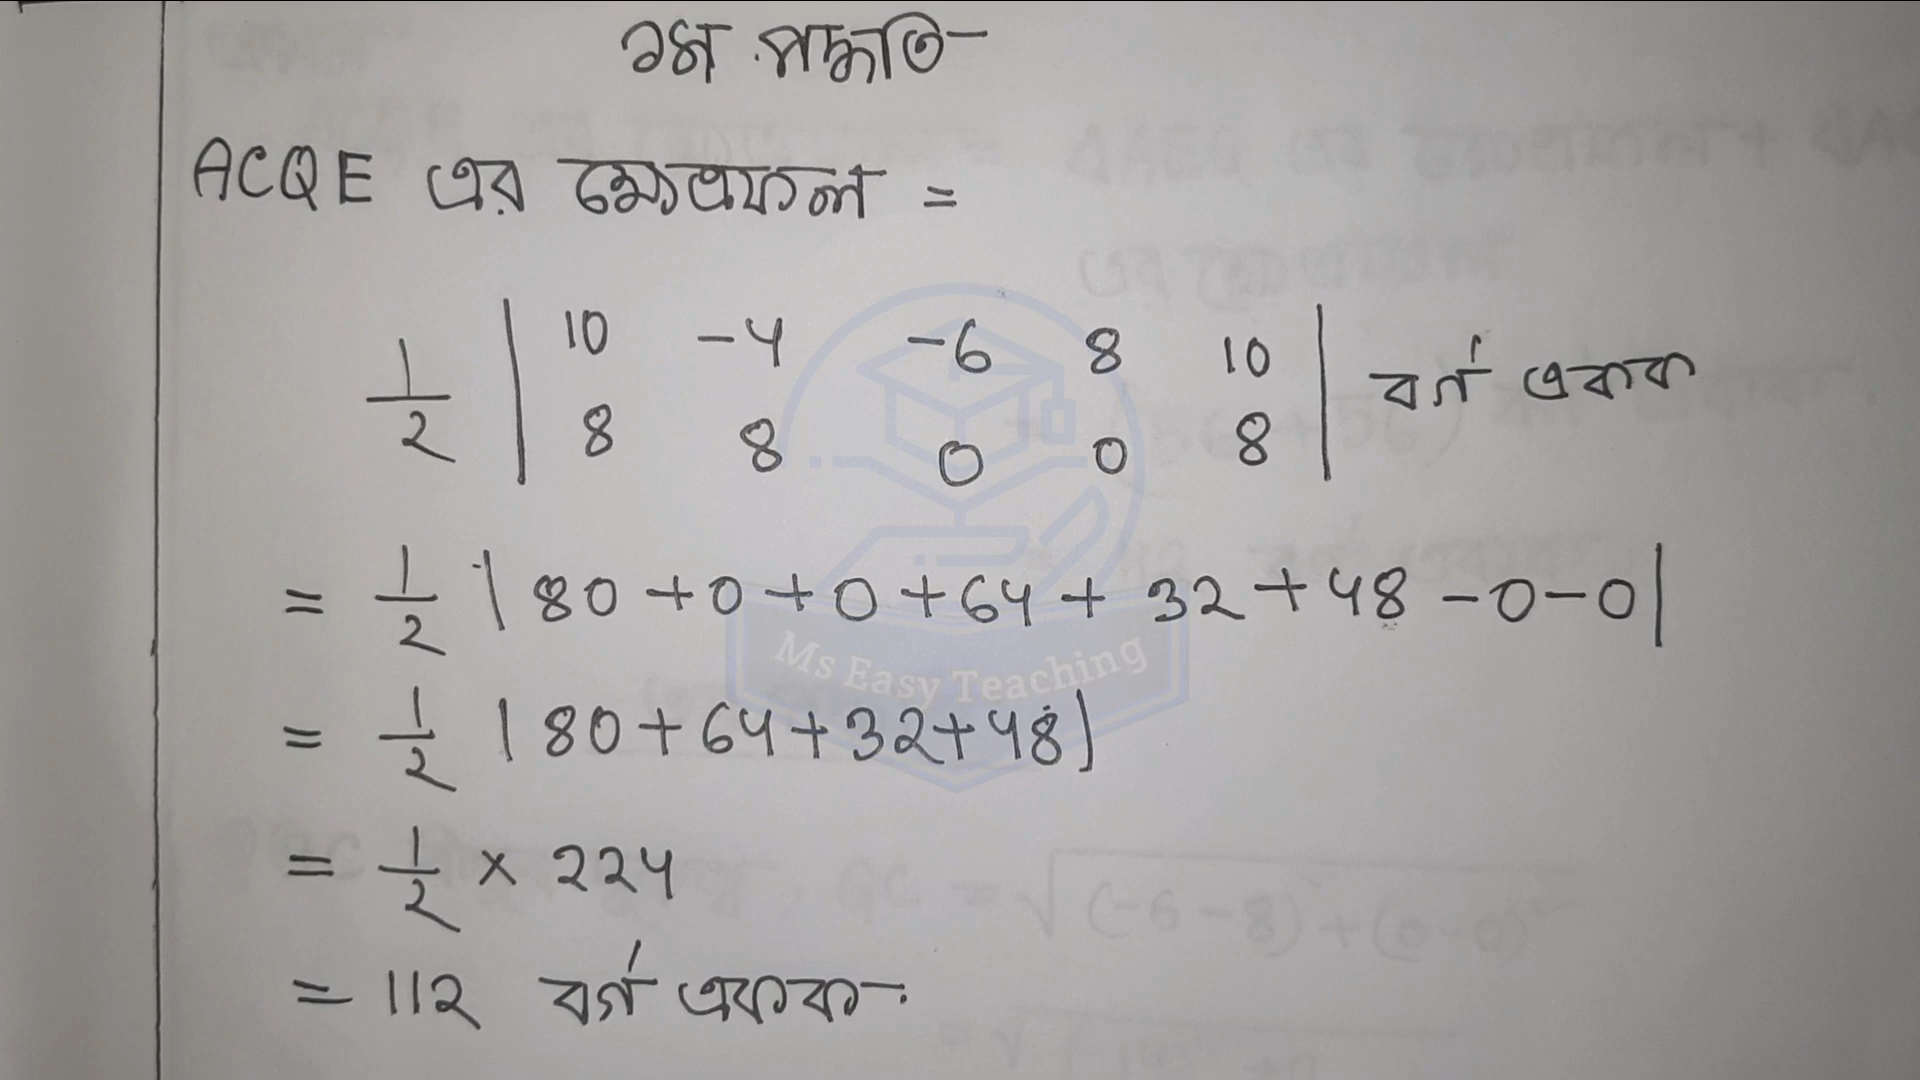 ১ম পদ্ধতি-
ACQE এর ক্ষেত্রফল =
1/2 | 10 -4 -6 8 10 | বর্গ একক
8 8 0 0 8
= 1/2 | 80 + 0 + 0 + 64 + 32 + 48 - 0 - 0 |
= 1/2 | 80 + 64 + 32 + 48 |
= 1/2 × 224
= 112 বর্গ একক.
Ms Easy Teaching